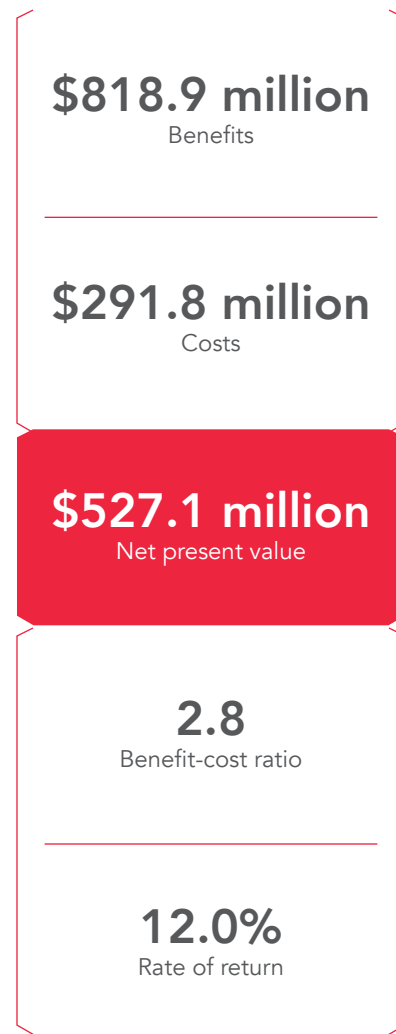 $818.9 million
Benefits
$291.8 million
Costs
$527.1 million
Net present value
2.8
Benefit-cost ratio
12.0%
Rate of return